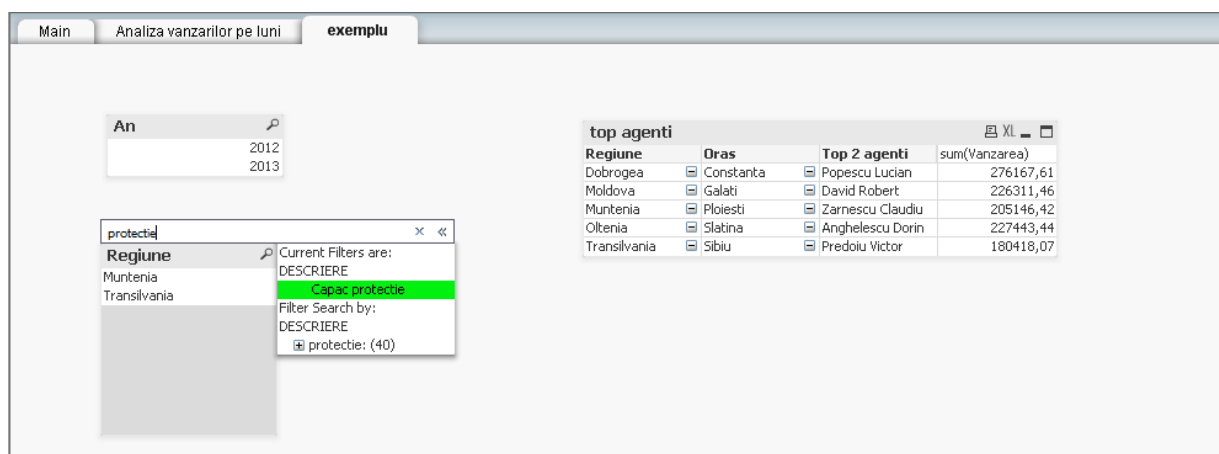 Main Analiza vanzarilor pe luni exemplu
An
2012
2013
protectie
Regiune
Muntenia
Transilvania
Current Filters are:
DESCRIERE
Capac protectie
Filter Search by:
DESCRIERE
protectie: (40)
top agenti XL
Regiune Oras Top 2 agenti sum(Vanzarea)
Dobrogea Constanta Popescu Lucian 276167,61
Moldova Galati David Robert 226311,46
Muntenia Ploiesti Zarnescu Claudiu 205146,42
Oltenia Slatina Anghelescu Dorin 227443,44
Transilvania Sibiu Predoiu Victor 180418,07